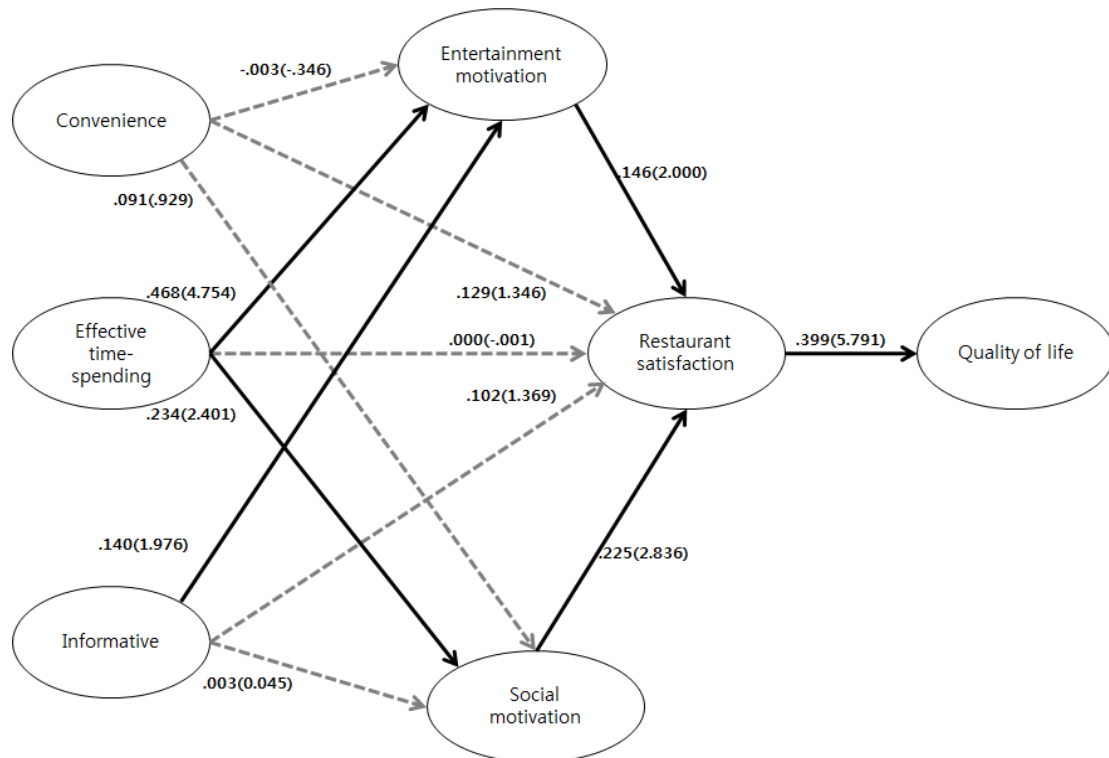 Entertainment
motivation
-.003(-.346)
Convenience
.146(2.000)
.091(.929)
.468(4.754)
.129(1.346)
Effective
time-
spending
.000(-.001)
Restaurant
satisfaction
.399(5.791)
Quality of life
.102(1.369)
.234(2.401)
.140(1.976)
.225(2.836)
Informative
.003(0.045)
Social
motivation